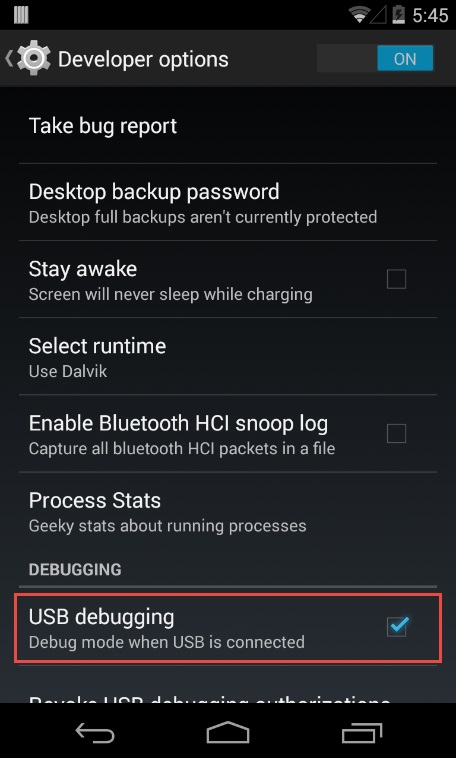 5:45
Developer options
ON
Take bug report
Desktop backup password
Desktop full backups aren't currently protected
Stay awake
Screen will never sleep while charging
Select runtime
Use Dalvik
Enable Bluetooth HCI snoop log
Capture all bluetooth HCI packets in a file
Process Stats
Geeky stats about running processes
DEBUGGING
USB debugging
Debug mode when USB is connected
Revoke USB debugging authorizations